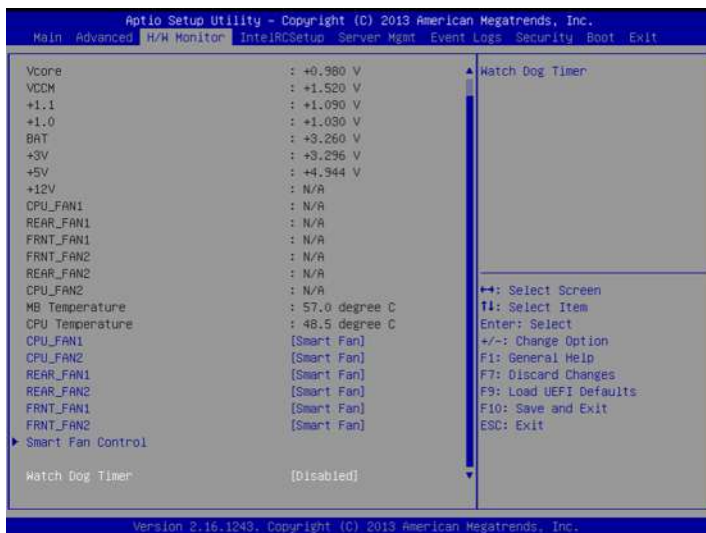 Aptio Setup Utility – Copyright (C) 2013 American Megatrends, Inc.
Main Advanced H/W Monitor IntelRCSetup Server Mgmt Event Logs Security Boot Exit
Vcore : +0.980 V
VCCM : +1.520 V
+1.1 : +1.090 V
+1.0 : +1.030 V
BAT : +3.260 V
+3V : +3.296 V
+5V : +4.944 V
+12V : N/A
CPU_FAN1 : N/A
REAR_FAN1 : N/A
FRNT_FAN1 : N/A
FRNT_FAN2 : N/A
REAR_FAN2 : N/A
CPU_FAN2 : N/A
MB Temperature : 57.0 degree C
CPU Temperature : 48.5 degree C
CPU_FAN1 [Smart Fan]
CPU_FAN2 [Smart Fan]
REAR_FAN1 [Smart Fan]
REAR_FAN2 [Smart Fan]
FRNT_FAN1 [Smart Fan]
FRNT_FAN2 [Smart Fan]
Smart Fan Control
Watch Dog Timer [Disabled]
Watch Dog Timer
↔: Select Screen
↑↓: Select Item
Enter: Select
+/-: Change Option
F1: General Help
F7: Discard Changes
F9: Load UEFI Defaults
F10: Save and Exit
ESC: Exit
Version 2.16.1243. Copyright (C) 2013 American Megatrends, Inc.